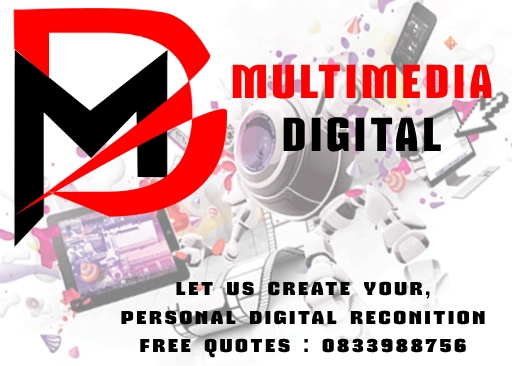 MULTIMEDIA
DIGITAL
LET US CREATE YOUR,
PERSONAL DIGITAL RECONITION
FREE QUOTES : 0833988756